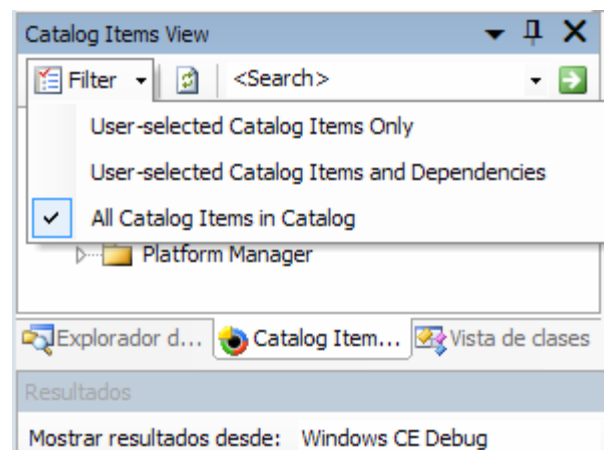 Catalog Items View
Filter <Search>
User-selected Catalog Items Only
User-selected Catalog Items and Dependencies
All Catalog Items in Catalog
Platform Manager
Explorador d... Catalog Item... Vista de clases
Resultados
Mostrar resultados desde: Windows CE Debug